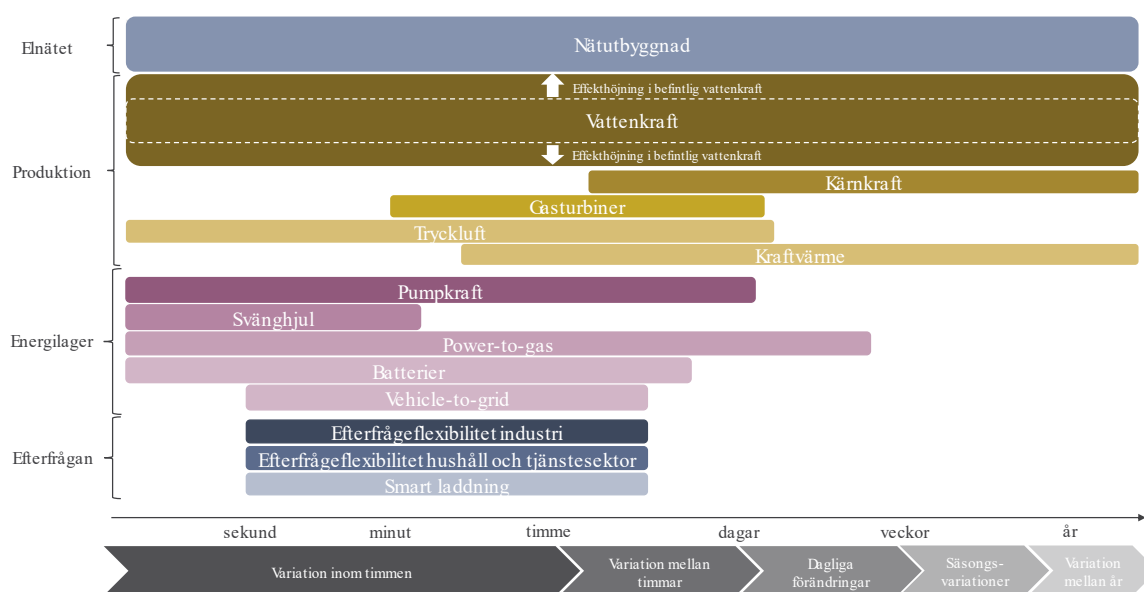 Elnätet
Nätutbyggnad
Produktion
Effekthöjning i befintlig vattenkraft
Vattenkraft
Effekthöjning i befintlig vattenkraft
Kärnkraft
Gasturbiner
Tryckluft
Kraftvärme
Energilager
Pumpkraft
Svänghjul
Power-to-gas
Batterier
Vehicle-to-grid
Efterfrågan
Efterfrågeflexibilitet industri
Efterfrågeflexibilitet hushåll och tjänstesektor
Smart laddning
sekund minut timme dagar veckor år
Variation inom timmen
Variation mellan
timmar
Dagliga
förändringar
Säsongs-
variationer
Variation
mellan år